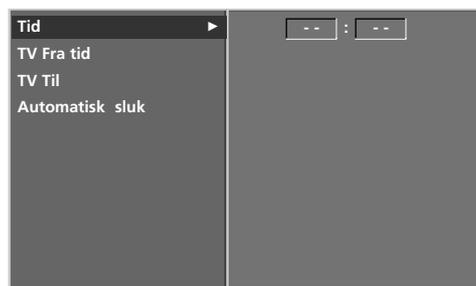 Tid ► -- : --
TV Fra tid
TV Til
Automatisk sluk